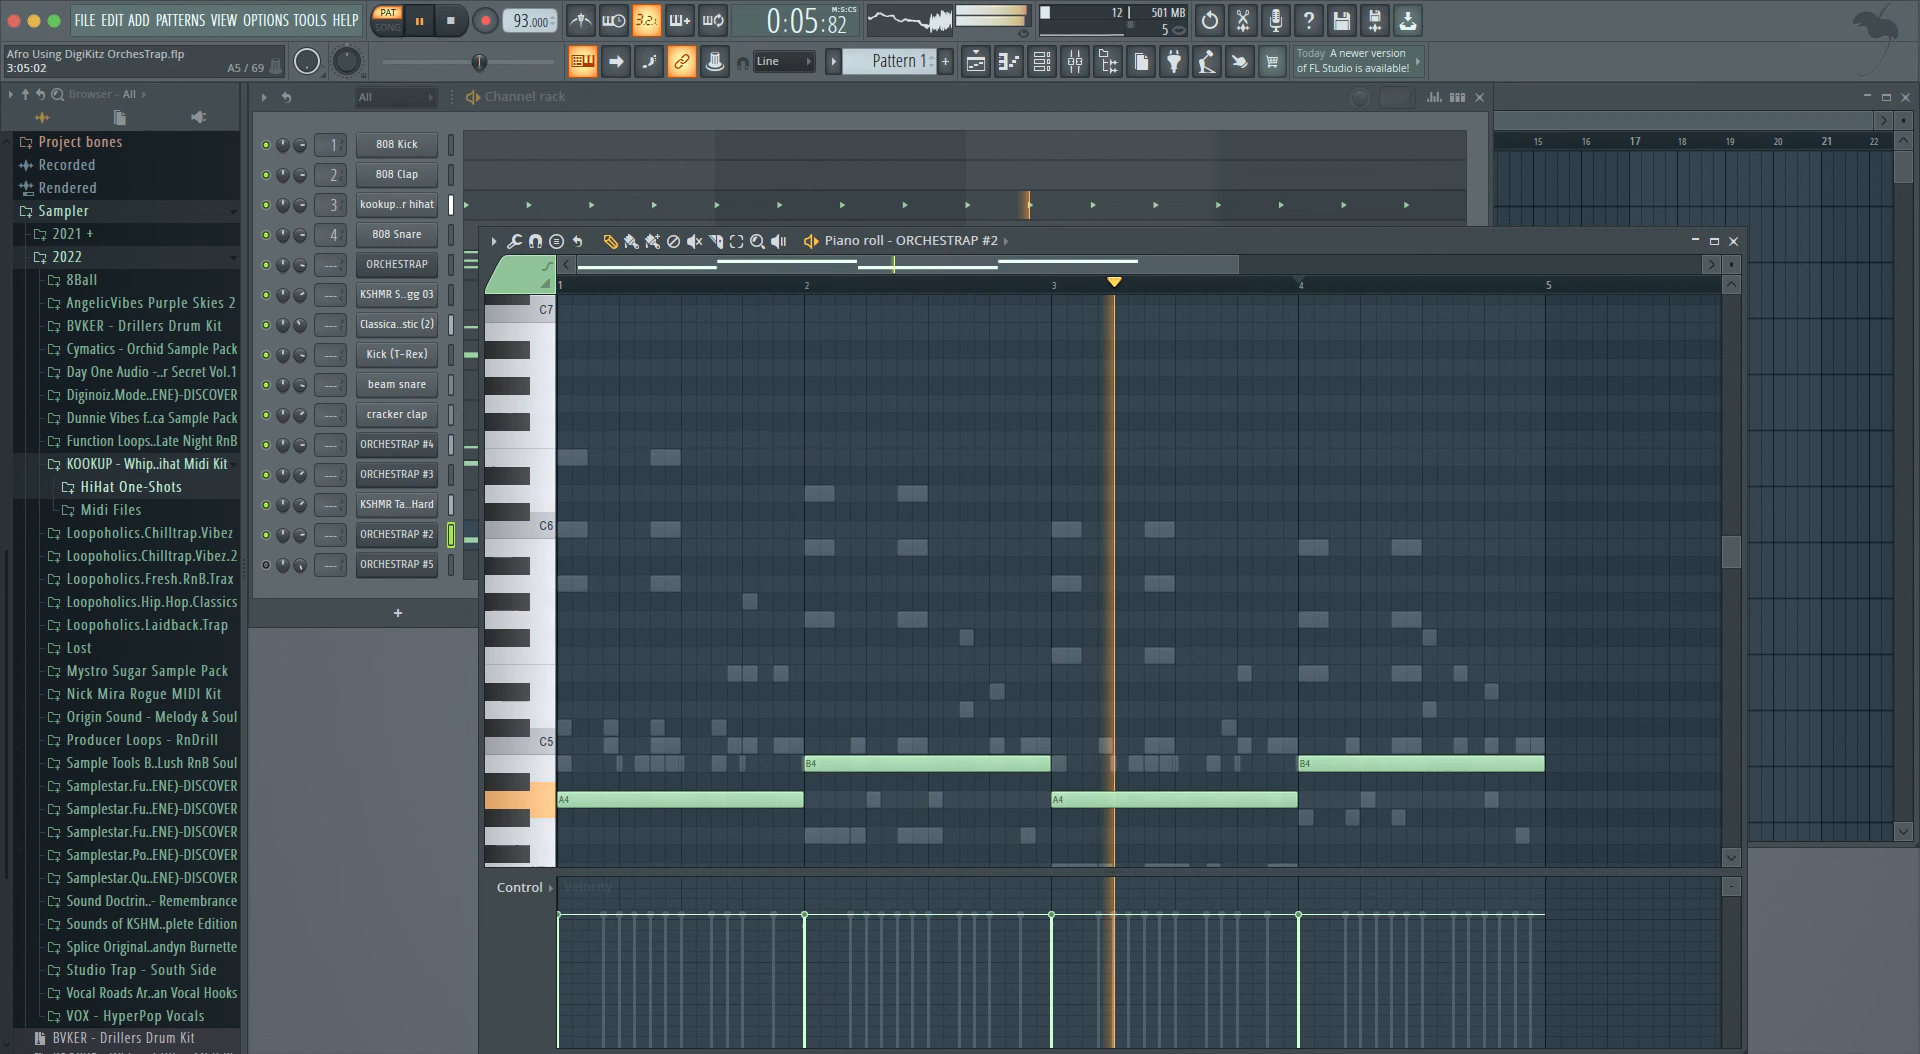 FILE EDIT ADD PATTERNS VIEW OPTIONS TOOLS HELP
PAT
SONG
93.000
3.2.
0:05:82
M:S:CS
12
501 MB
5
Afro Using DigiKitz OrchesTrap.flp
3:05:02
A5 / 69
Line
Pattern 1
+
Today A newer version
of FL Studio is available!
Browser - All
Project bones
Recorded
Rendered
Sampler
2021 +
2022
8Ball
AngelicVibes Purple Skies 2
BVKER - Drillers Drum Kit
Cymatics - Orchid Sample Pack
Day One Audio -..r Secret Vol.1
Diginoiz.Mode..ENE)-DISCOVER
Dunnie Vibes f..ca Sample Pack
Function Loops..Late Night RnB
KOOKUP - Whip..ihat Midi Kit
HiHat One-Shots
Midi Files
Loopoholics.Chilltrap.Vibez
Loopoholics.Chilltrap.Vibez.2
Loopoholics.Fresh.RnB.Trax
Loopoholics.Hip.Hop.Classics
Loopoholics.Laidback.Trap
Lost
Mystro Sugar Sample Pack
Nick Mira Rogue MIDI Kit
Origin Sound - Melody & Soul
Producer Loops - RnDrill
Sample Tools B..Lush RnB Soul
Samplestar.Fu..ENE)-DISCOVER
Samplestar.Fu..ENE)-DISCOVER
Samplestar.Fu..ENE)-DISCOVER
Samplestar.Po..ENE)-DISCOVER
Samplestar.Qu..ENE)-DISCOVER
Sound Doctrin..- Remembrance
Sounds of KSHM..plete Edition
Splice Original..andyn Burnette
Studio Trap - South Side
Vocal Roads Ar..an Vocal Hooks
VOX - HyperPop Vocals
BVKER - Drillers Drum Kit
All
Channel rack
1
808 Kick
2
808 Clap
3
kookup..r hihat
4
808 Snare
---
ORCHESTRAP
---
KSHMR S..gg 03
---
Classica..stic (2)
---
Kick (T-Rex)
---
beam snare
---
cracker clap
---
ORCHESTRAP #4
---
ORCHESTRAP #3
---
KSHMR Ta..Hard
---
ORCHESTRAP #2
---
ORCHESTRAP #5
+
15 16 17 18 19 20 21 22
Piano roll - ORCHESTRAP #2
1 2 3 4 5
C7
C6
C5
B4
B4
A4
A4
Control
Velocity